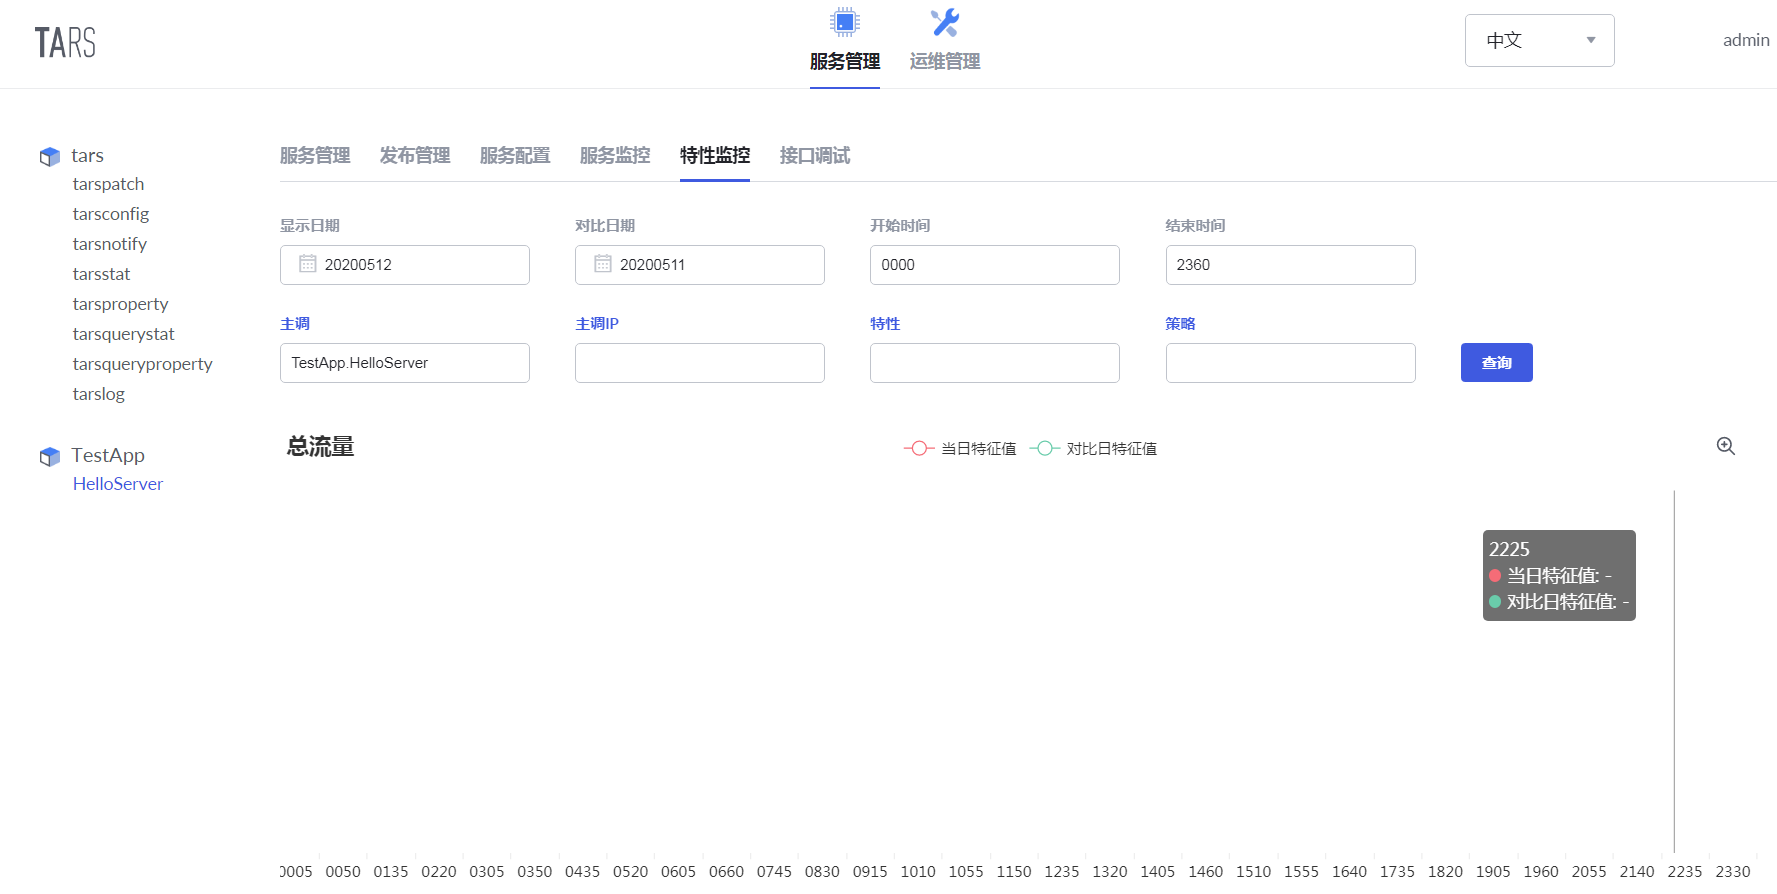 TARS
服务管理 运维管理
中文
admin
tars
tarspatch
tarsconfig
tarsnotify
tarsstat
tarsproperty
tarsquerystat
tarsqueryproperty
tarslog
TestApp
HelloServer
服务管理 发布管理 服务配置 服务监控 特性监控 接口调试
显示日期 对比日期 开始时间 结束时间
20200512 20200511 0000 2360
主调 主调IP 特性 策略
TestApp.HelloServer 查询
总流量 当日特征值 对比日特征值
2225
当日特征值: -
对比日特征值: -
0005 0050 0135 0220 0305 0350 0435 0520 0605 0660 0745 0830 0915 1010 1055 1150 1235 1320 1405 1460 1510 1555 1640 1735 1820 1905 1960 2055 2140 2235 2330